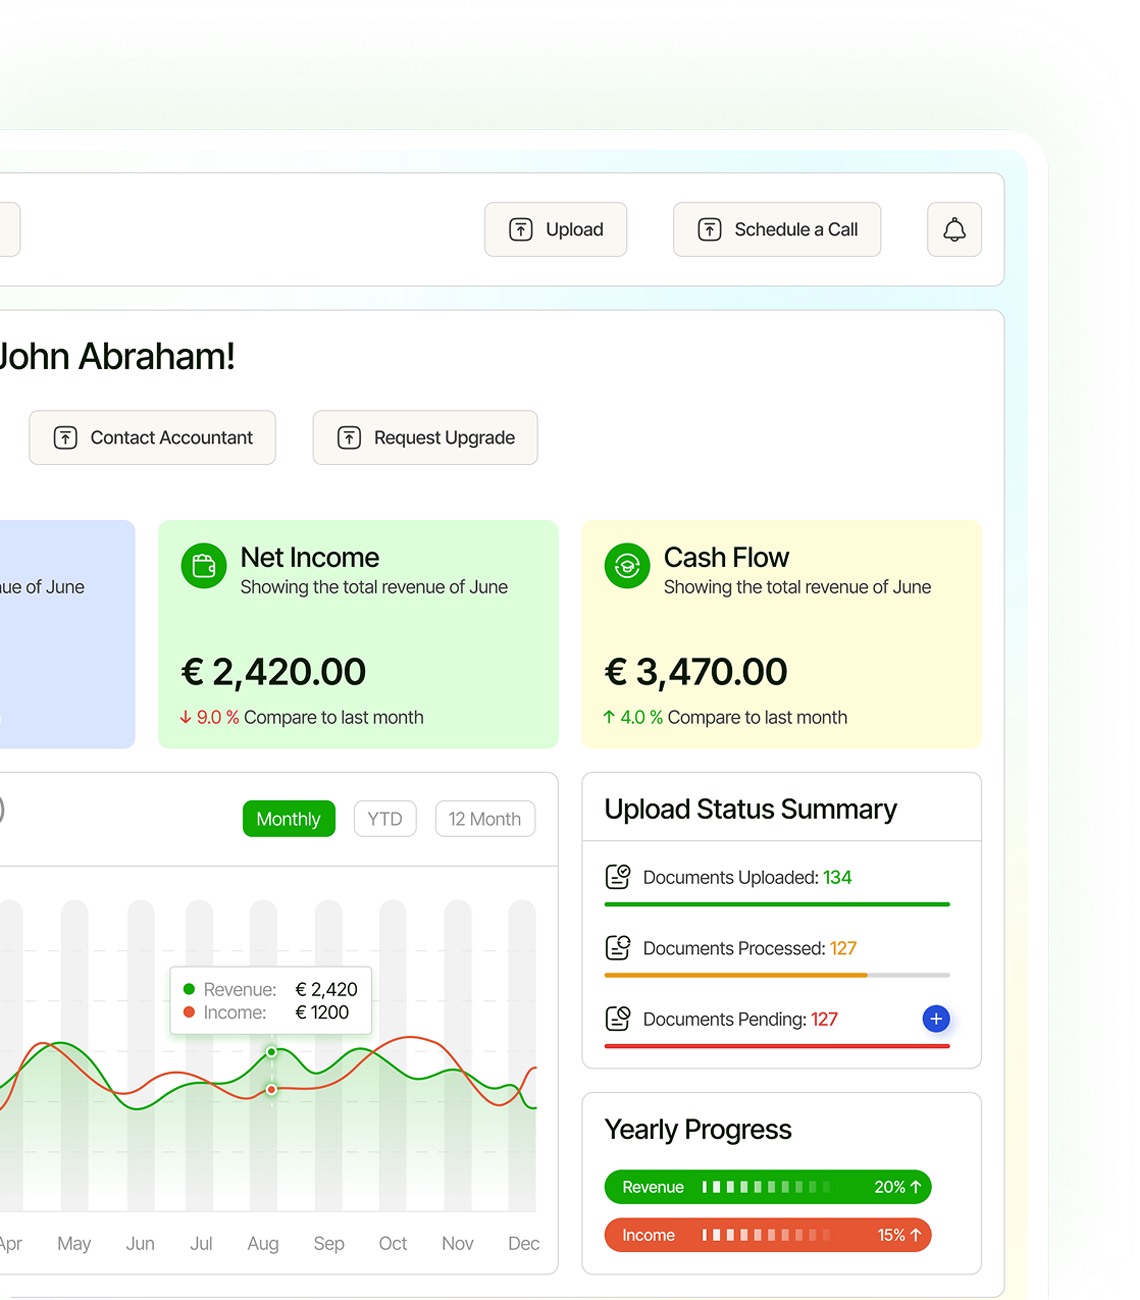 Upload
Schedule a Call
John Abraham!
Contact Accountant
Request Upgrade
of June
Net Income
Showing the total revenue of June
€ 2,420.00
↓ 9.0 % Compare to last month
Cash Flow
Showing the total revenue of June
€ 3,470.00
↑ 4.0 % Compare to last month
Monthly
YTD
12 Month
Revenue: € 2,420
Income: € 1200
Apr May Jun Jul Aug Sep Oct Nov Dec
Upload Status Summary
Documents Uploaded: 134
Documents Processed: 127
Documents Pending: 127
Yearly Progress
Revenue 20% ↑
Income 15% ↑